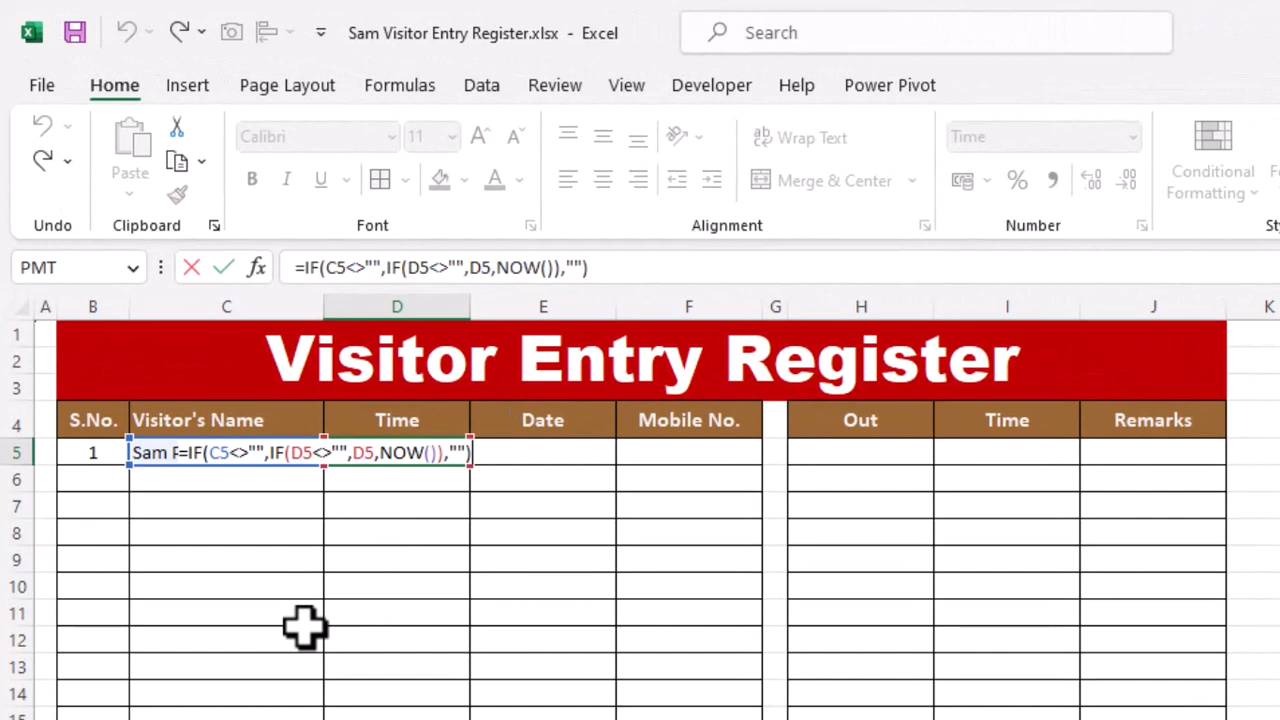 Sam Visitor Entry Register.xlsx - Excel
Search
File Home Insert Page Layout Formulas Data Review View Developer Help Power Pivot
Calibri 11
Wrap Text
Time
Paste
B I U
Merge & Center
Conditional
Formatting
Undo Clipboard Font Alignment Number
PMT
fx
=IF(C5<>"",IF(D5<>"",D5,NOW()),"")
A B C D E F G H I J K
1
2
3
Visitor Entry Register
4 S.No. Visitor's Name Time Date Mobile No. Out Time Remarks
5 1 Sam =IF(C5<>"",IF(D5<>"",D5,NOW()),"")
6
7
8
9
10
11
12
13
14